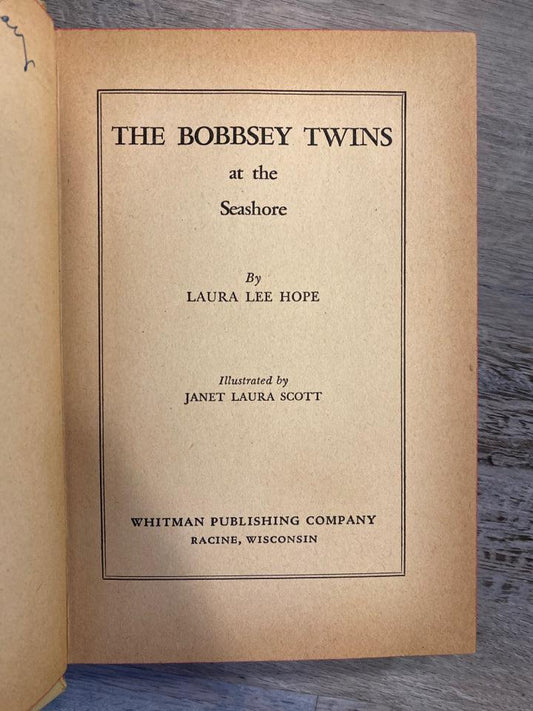 THE BOBBSEY TWINS
at the
Seashore
By
LAURA LEE HOPE
Illustrated by
JANET LAURA SCOTT
WHITMAN PUBLISHING COMPANY
RACINE, WISCONSIN